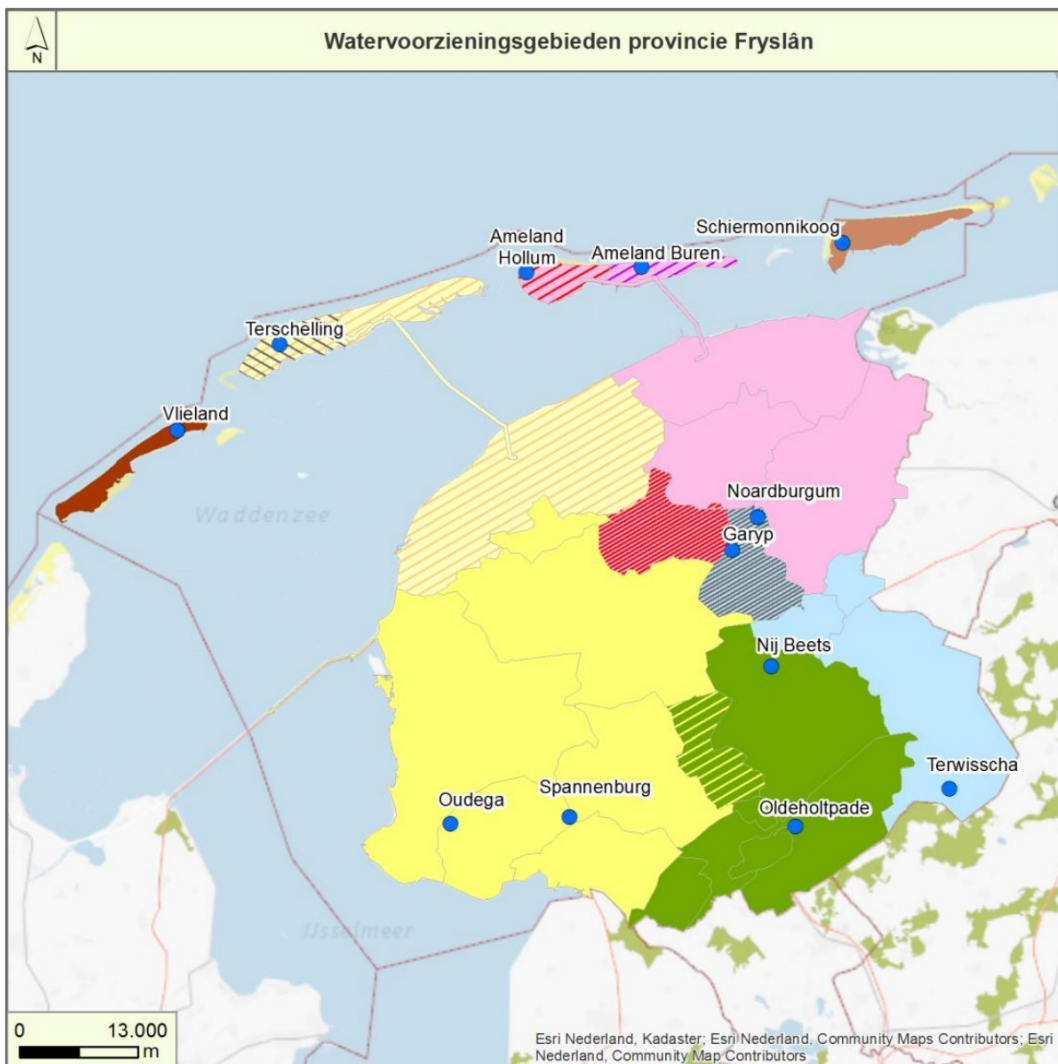 Watervoorzieningsgebieden provincie Fryslân
N
Schiermonnikoog
Ameland
Hollum
Ameland Buren
Terschelling
Vlieland
Waddenzee
Noardburgum
Garyp
Nij Beets
Terwisscha
Spannenburg
Oudega
Oldeholtpade
IJsselmeer
0 13.000
m
Esri Nederland, Kadaster; Esri Nederland, Community Maps Contributors; Esri
Nederland, Community Map Contributors